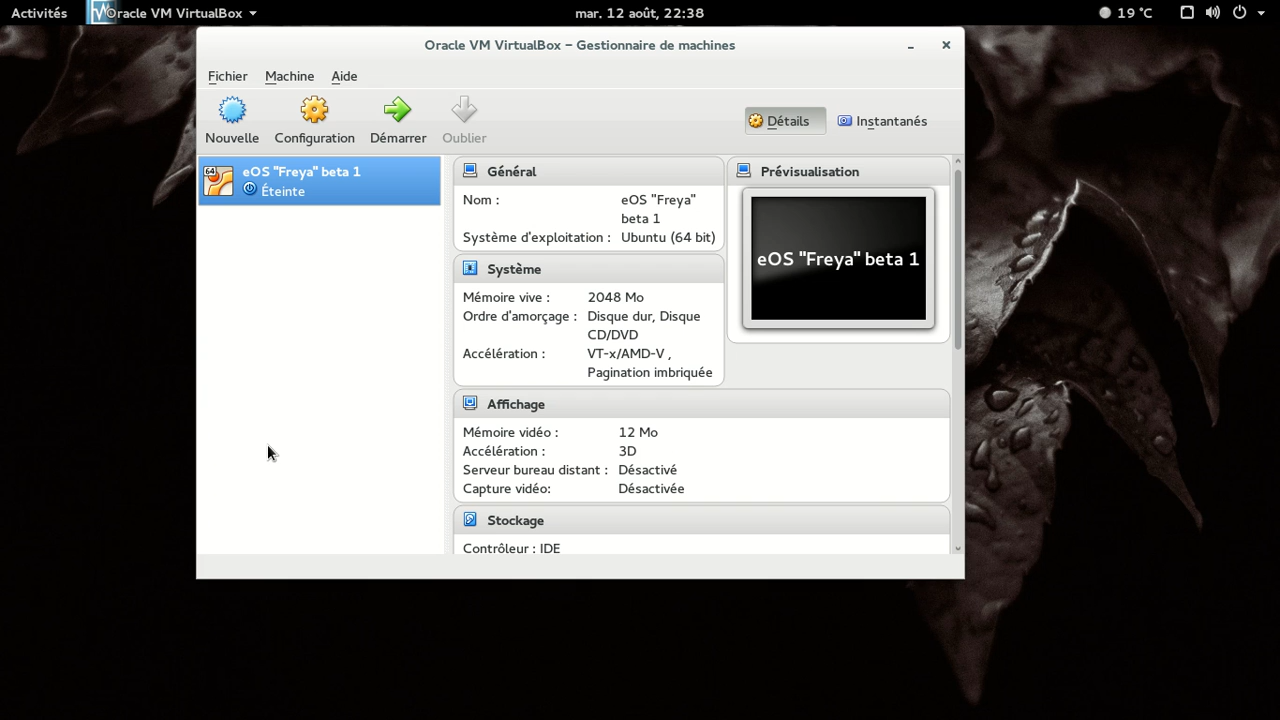 Activités
Oracle VM VirtualBox
mar. 12 août, 22:38
19 °C
Oracle VM VirtualBox – Gestionnaire de machines
Fichier Machine Aide
Nouvelle Configuration Démarrer Oublier
Détails Instantanés
64
eOS "Freya" beta 1
Éteinte
Général
Nom : eOS "Freya"
beta 1
Système d'exploitation : Ubuntu (64 bit)
Système
Mémoire vive : 2048 Mo
Ordre d'amorçage : Disque dur, Disque
CD/DVD
Accélération : VT-x/AMD-V ,
Pagination imbriquée
Prévisualisation
eOS "Freya" beta 1
Affichage
Mémoire vidéo : 12 Mo
Accélération : 3D
Serveur bureau distant : Désactivé
Capture vidéo: Désactivée
Stockage
Contrôleur : IDE